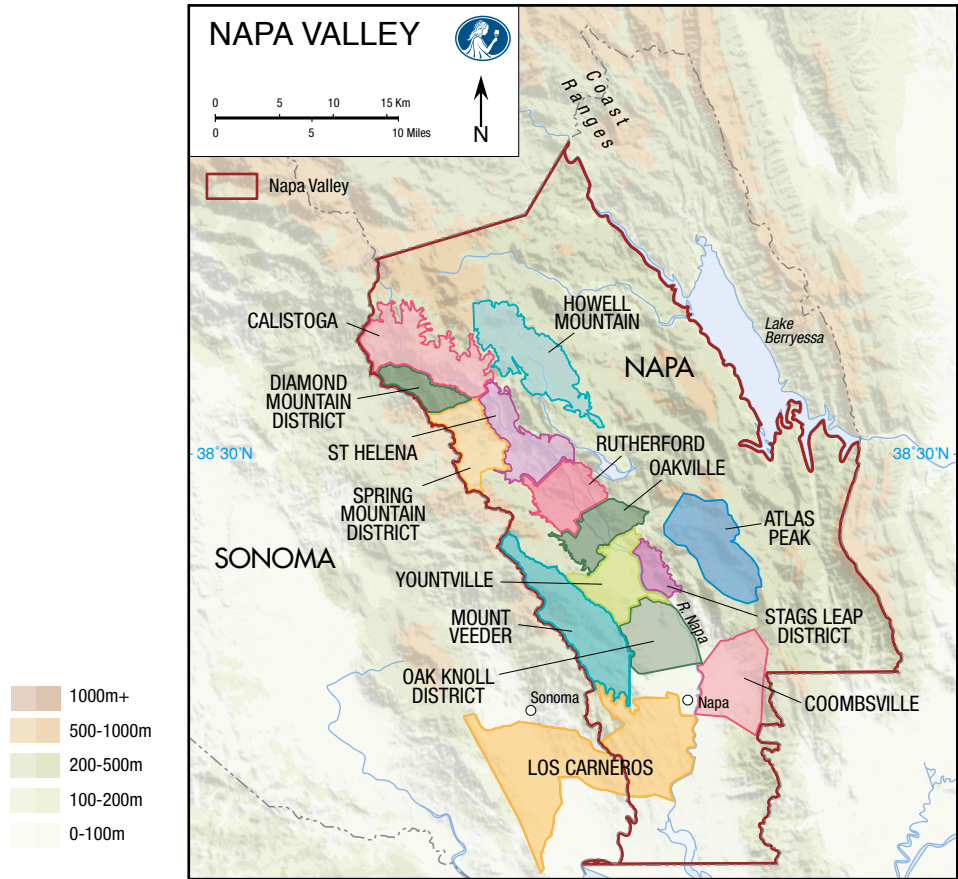 NAPA VALLEY
0 5 10 15 Km
0 5 10 Miles
N
Coast
Ranges
Napa Valley
HOWELL
MOUNTAIN
CALISTOGA
Lake
Berryessa
NAPA
DIAMOND
MOUNTAIN
DISTRICT
ST HELENA
RUTHERFORD
OAKVILLE
38°30'N
38°30'N
SPRING
MOUNTAIN
DISTRICT
ATLAS
PEAK
SONOMA
YOUNTVILLE
STAGS LEAP
DISTRICT
R. Napa
MOUNT
VEEDER
OAK KNOLL
DISTRICT
COOMBSVILLE
Sonoma
Napa
LOS CARNEROS
1000m+
500-1000m
200-500m
100-200m
0-100m